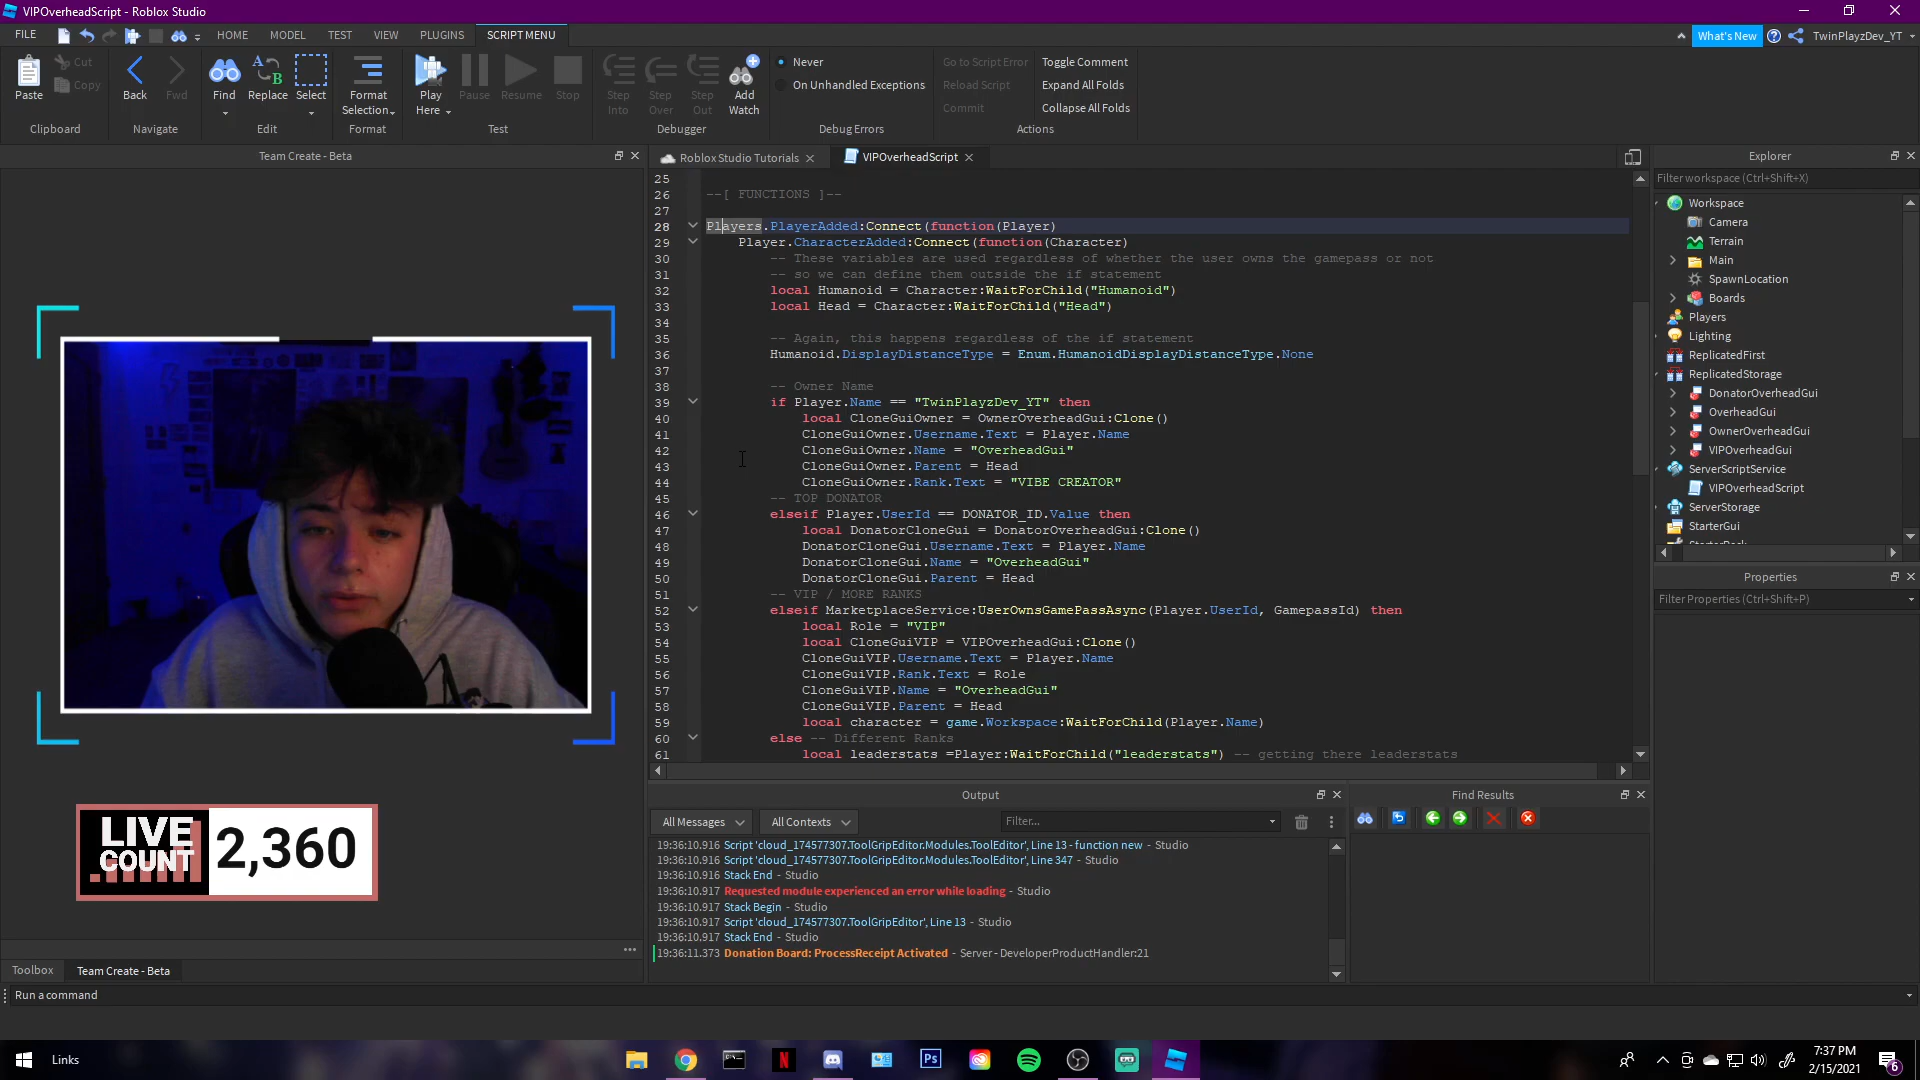 VIPOverheadScript - Roblox Studio
FILE
HOME
MODEL
TEST
VIEW
PLUGINS
SCRIPT MENU
What's New
TwinPlayzDev_YT
Paste
Cut
Copy
Clipboard
Back
Fwd
Navigate
Find
Replace
Select
Edit
Format
Selection
Format
Play
Here
Pause
Resume
Stop
Test
Step
Into
Step
Over
Step
Out
Add
Watch
Debugger
Never
On Unhandled Exceptions
Debug Errors
Go to Script Error
Reload Script
Commit
Toggle Comment
Expand All Folds
Collapse All Folds
Actions
Team Create - Beta
LIVE
COUNT
2,360
Toolbox
Team Create - Beta
Roblox Studio Tutorials
VIPOverheadScript
25
26 --[ FUNCTIONS ]--
27
28 Players.PlayerAdded:Connect(function(Player)
29 Player.CharacterAdded:Connect(function(Character)
30 -- These variables are used regardless of whether the user owns the gamepass or not
31 -- so we can define them outside the if statement
32 local Humanoid = Character:WaitForChild("Humanoid")
33 local Head = Character:WaitForChild("Head")
34
35 -- Again, this happens regardless of the if statement
36 Humanoid.DisplayDistanceType = Enum.HumanoidDisplayDistanceType.None
37
38 -- Owner Name
39 if Player.Name == "TwinPlayzDev_YT" then
40 local CloneGuiOwner = OwnerOverheadGui:Clone()
41 CloneGuiOwner.Username.Text = Player.Name
42 CloneGuiOwner.Name = "OverheadGui"
43 CloneGuiOwner.Parent = Head
44 CloneGuiOwner.Rank.Text = "VIBE CREATOR"
45 -- TOP DONATOR
46 elseif Player.UserId == DONATOR_ID.Value then
47 local DonatorCloneGui = DonatorOverheadGui:Clone()
48 DonatorCloneGui.Username.Text = Player.Name
49 DonatorCloneGui.Name = "OverheadGui"
50 DonatorCloneGui.Parent = Head
51 -- VIP / MORE RANKS
52 elseif MarketplaceService:UserOwnsGamePassAsync(Player.UserId, GamepassId) then
53 local Role = "VIP"
54 local CloneGuiVIP = VIPOverheadGui:Clone()
55 CloneGuiVIP.Username.Text = Player.Name
56 CloneGuiVIP.Rank.Text = Role
57 CloneGuiVIP.Name = "OverheadGui"
58 CloneGuiVIP.Parent = Head
59 local character = game.Workspace:WaitForChild(Player.Name)
60 else -- Different Ranks
61 local leaderstats =Player:WaitForChild("leaderstats") -- getting there leaderstats
Output
All Messages
All Contexts
Filter...
19:36:10.916 Script 'cloud_174577307.ToolGripEditor.Modules.ToolEditor', Line 13 - function new - Studio
19:36:10.916 Script 'cloud_174577307.ToolGripEditor.Modules.ToolEditor', Line 347 - Studio
19:36:10.916 Stack End - Studio
19:36:10.917 Requested module experienced an error while loading - Studio
19:36:10.917 Stack Begin - Studio
19:36:10.917 Script 'cloud_174577307.ToolGripEditor', Line 13 - Studio
19:36:10.917 Stack End - Studio
19:36:11.373 Donation Board: ProcessReceipt Activated - Server - DeveloperProductHandler:21
Find Results
Explorer
Filter workspace (Ctrl+Shift+X)
Workspace
Camera
Terrain
Main
SpawnLocation
Boards
Players
Lighting
ReplicatedFirst
ReplicatedStorage
DonatorOverheadGui
OverheadGui
OwnerOverheadGui
VIPOverheadGui
ServerScriptService
VIPOverheadScript
ServerStorage
StarterGui
Properties
Filter Properties (Ctrl+Shift+P)
Run a command
Links
Ps
7:37 PM
2/15/2021
6